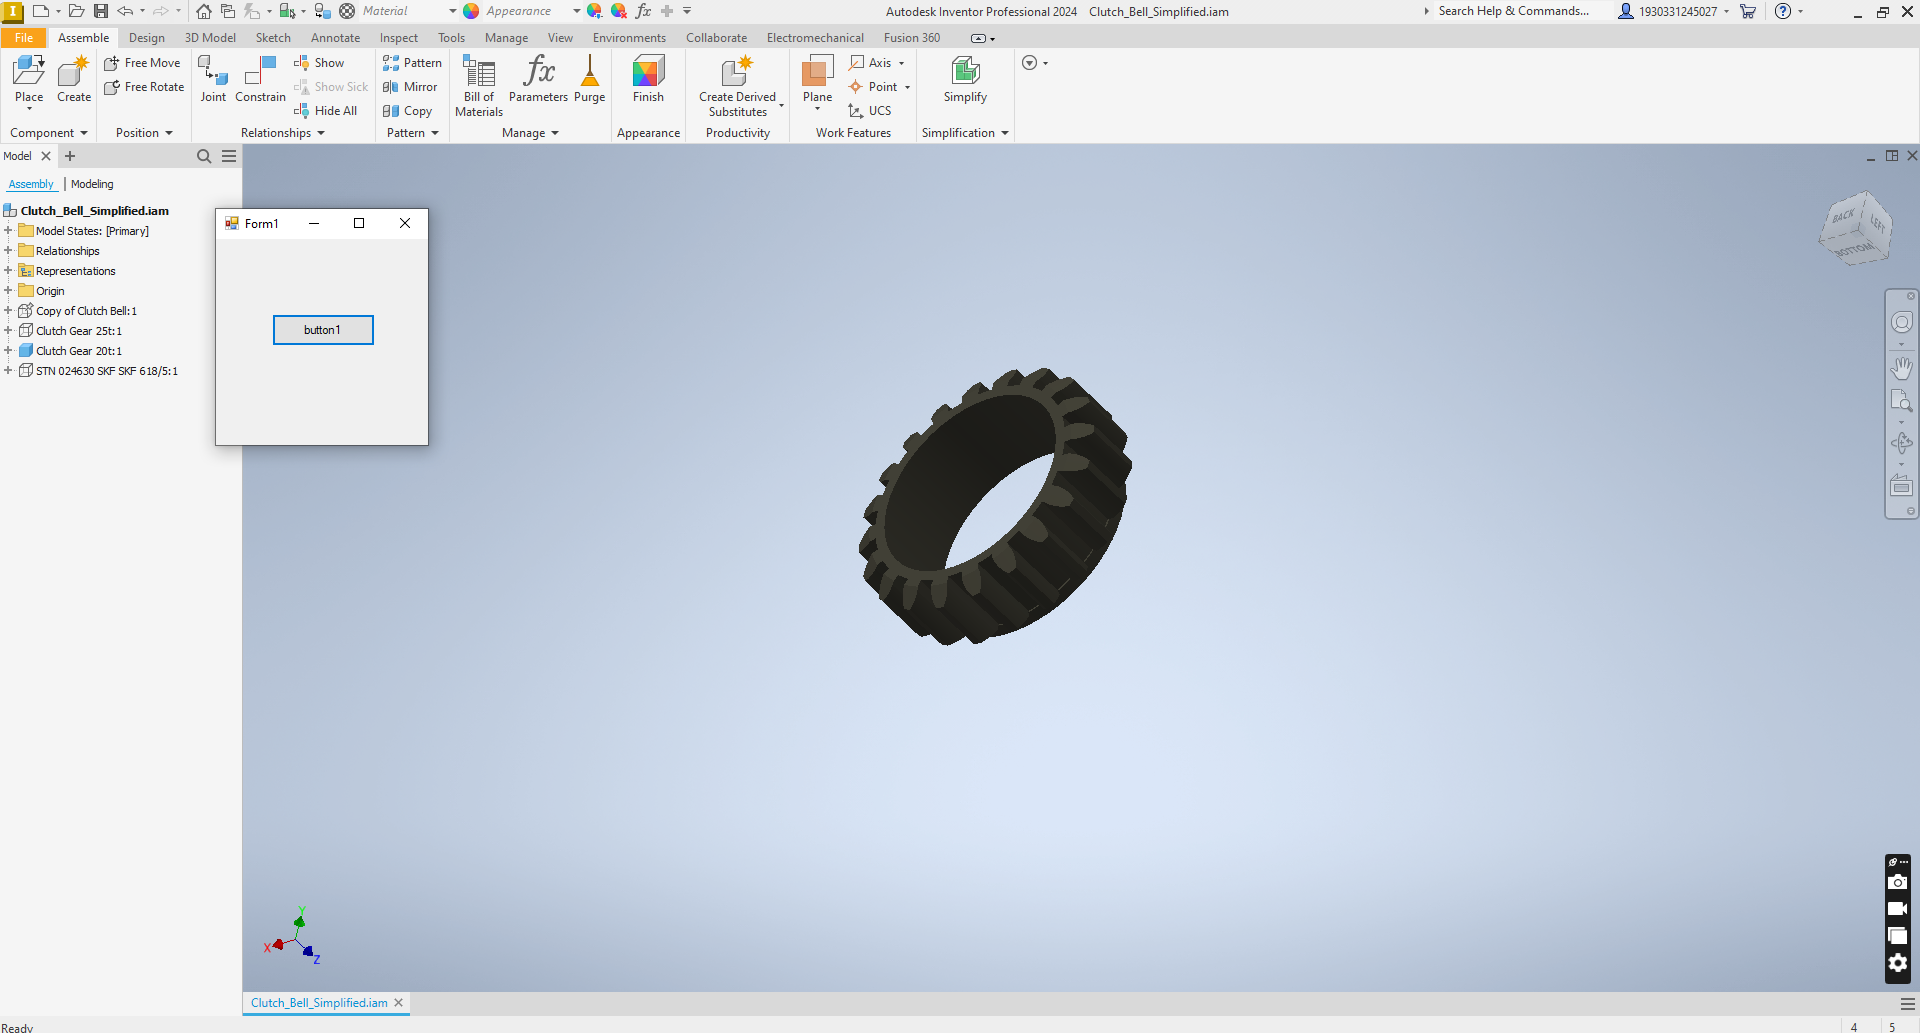 Material
Appearance
Autodesk Inventor Professional 2024 Clutch_Bell_Simplified.iam
Search Help & Commands...
1930331245027
File Assemble Design 3D Model Sketch Annotate Inspect Tools Manage View Environments Collaborate Electromechanical Fusion 360
Place
Create
Free Move
Free Rotate
Joint
Constrain
Show
Show Sick
Hide All
Pattern
Mirror
Copy
Bill of
Materials
fx
Parameters
Purge
Finish
Create Derived
Substitutes
Plane
Axis
Point
UCS
Simplify
Component Position Relationships Pattern Manage Appearance Productivity Work Features Simplification
Model
Assembly | Modeling
Clutch_Bell_Simplified.iam
Model States: [Primary]
Relationships
Representations
Origin
Copy of Clutch Bell:1
Clutch Gear 25t:1
Clutch Gear 20t:1
STN 024630 SKF SKF 618/5:1
Form1
button1
BACK
LEFT
BOTTOM
Y
X
Z
Clutch_Bell_Simplified.iam
Ready
4 5